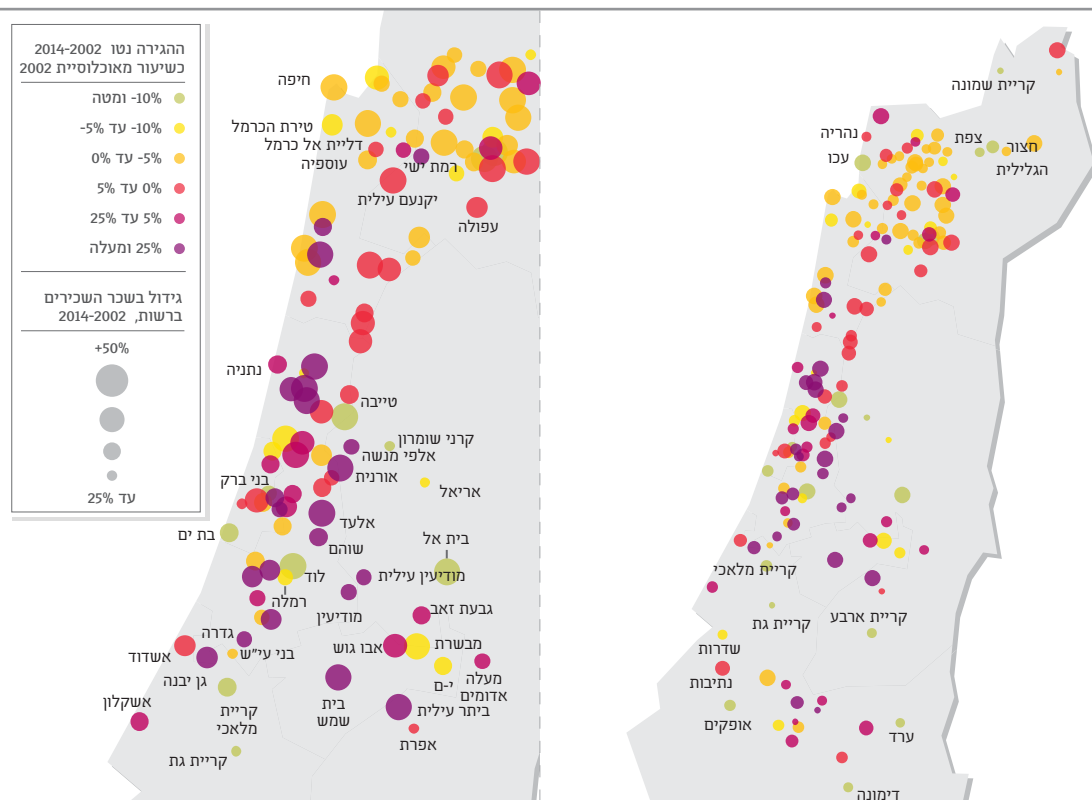 ההגירה נטו 2014-2002
כשיעור מאוכלוסיית 2002
-10% ומטה
-10% עד -5%
-5% עד 0%
0% עד 5%
5% עד 25%
25% ומעלה
גידול בשכר השכירים
ברשות, 2014-2002
+50%
עד 25%
חיפה
טירת הכרמל
דליית אל כרמל
עוספיה
רמת ישי
יקנעם עילית
עפולה
נתניה
טייבה
קרני שומרון
אלפי מנשה
אורנית
אריאל
בני ברק
אלעד
בת ים
שוהם
בית אל
לוד
מודיעין עילית
רמלה
מודיעין
גבעת זאב
גדרה
אבו גוש
מבשרת
אשדוד
בני עי״ש
י-ם
מעלה
אדומים
גן יבנה
אשקלון
קריית
מלאכי
בית
שמש
ביתר עילית
אפרת
קריית גת
קריית שמונה
נהריה
צפת
חצור
הגלילית
עכו
קריית מלאכי
קריית גת
קריית ארבע
שדרות
נתיבות
אופקים
ערד
דימונה